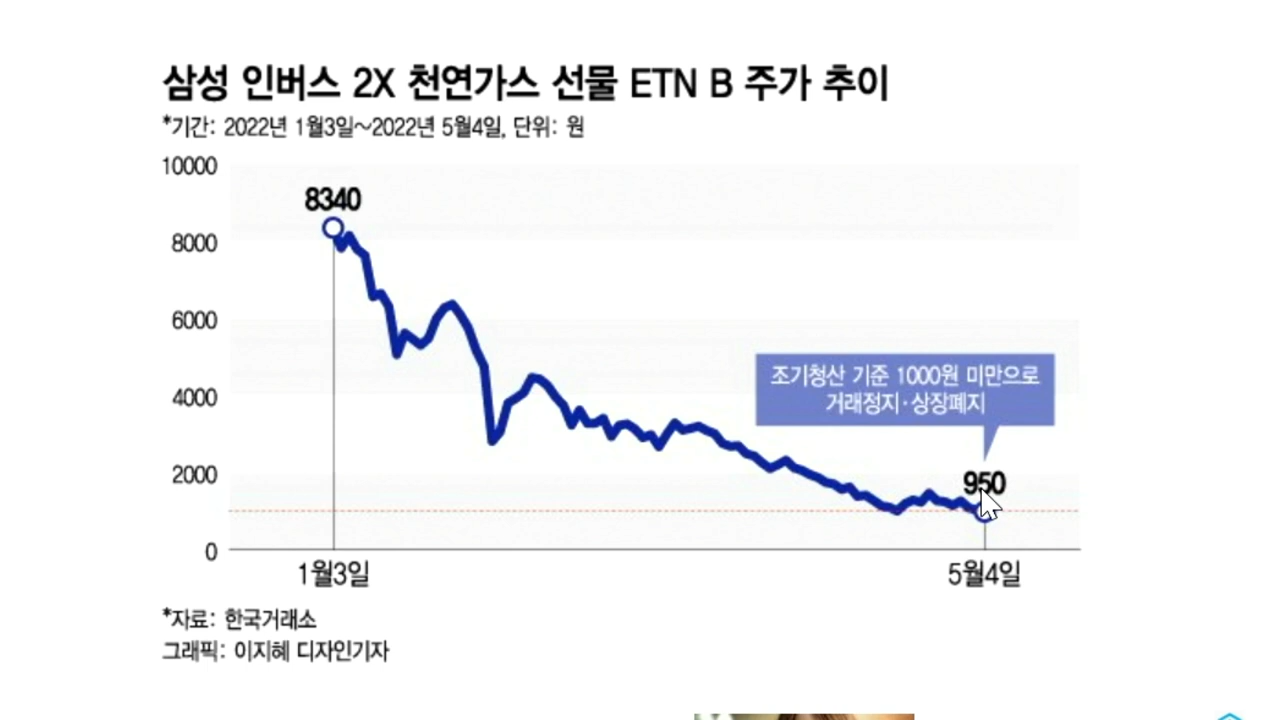 삼성 인버스 2X 천연가스 선물 ETN B 주가 추이
*기간: 2022년 1월3일~2022년 5월4일, 단위: 원
10000
8340
8000
6000
조기청산 기준 1000원 미만으로
거래정지·상장폐지
4000
2000
950
0
1월3일
5월4일
*자료: 한국거래소
그래픽: 이지혜 디자인기자